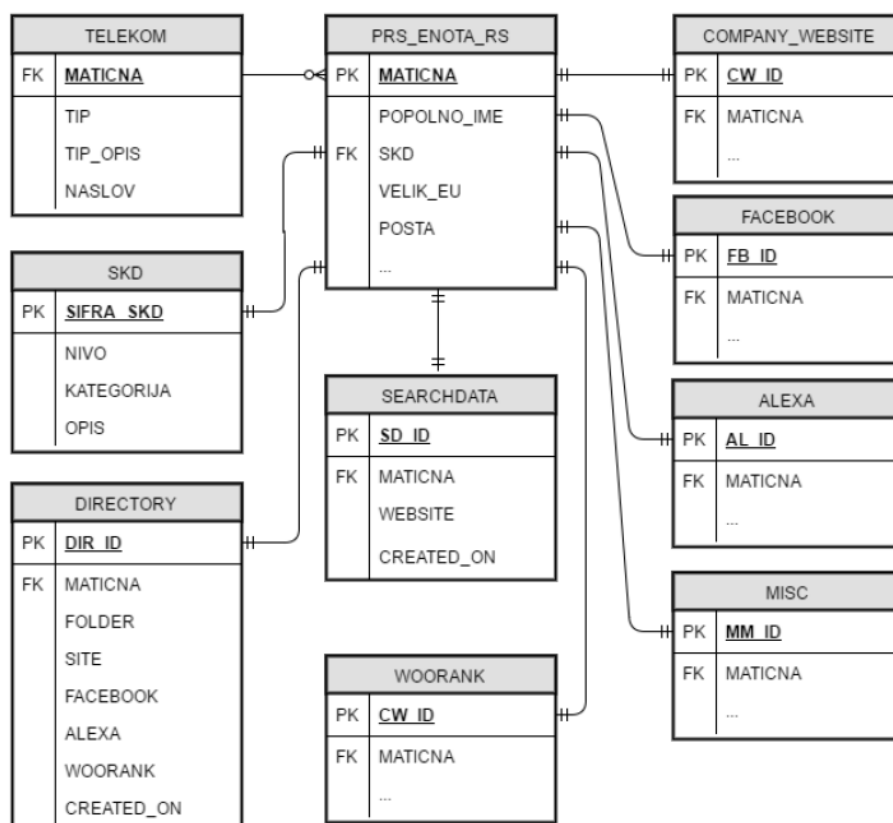 TELEKOM
FK MATICNA
TIP
TIP_OPIS
NASLOV
SKD
PK SIFRA_SKD
NIVO
KATEGORIJA
OPIS
DIRECTORY
PK DIR_ID
FK MATICNA
FOLDER
SITE
FACEBOOK
ALEXA
WOORANK
CREATED_ON
PRS_ENOTA_RS
PK MATICNA
POPOLNO_IME
FK SKD
VELIK_EU
POSTA
...
SEARCHDATA
PK SD_ID
FK MATICNA
WEBSITE
CREATED_ON
WOORANK
PK CW_ID
FK MATICNA
...
COMPANY_WEBSITE
PK CW_ID
FK MATICNA
...
FACEBOOK
PK FB_ID
FK MATICNA
...
ALEXA
PK AL_ID
FK MATICNA
...
MISC
PK MM_ID
FK MATICNA
...